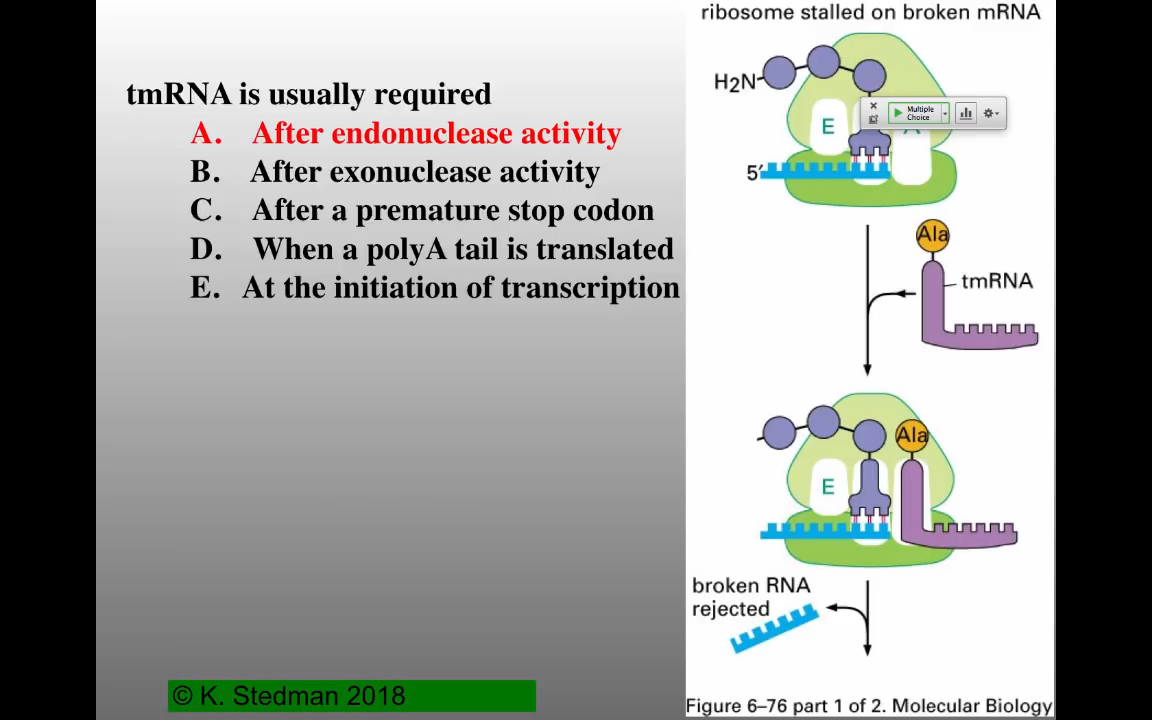 tmRNA is usually required
A. After endonuclease activity
B. After exonuclease activity
C. After a premature stop codon
D. When a polyA tail is translated
E. At the initiation of transcription
© K. Stedman 2018
ribosome stalled on broken mRNA
H2N
Multiple
Choice
E
5′
Ala
tmRNA
Ala
E
broken RNA
rejected
Figure 6–76 part 1 of 2. Molecular Biology